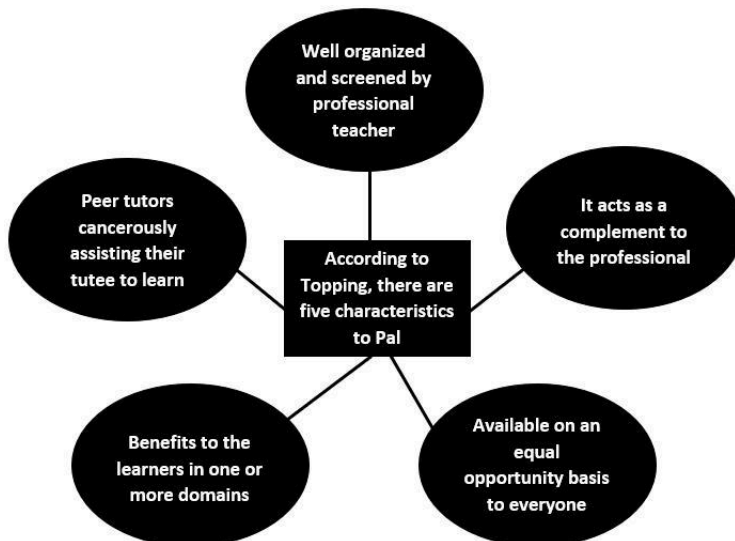 Well organized
and screened by
professional
teacher
Peer tutors
cancerously
assisting their
tutee to learn
It acts as a
complement to
the professional
According to
Topping, there are
five characteristics
to Pal
Benefits to the
learners in one or
more domains
Available on an
equal
opportunity basis
to everyone